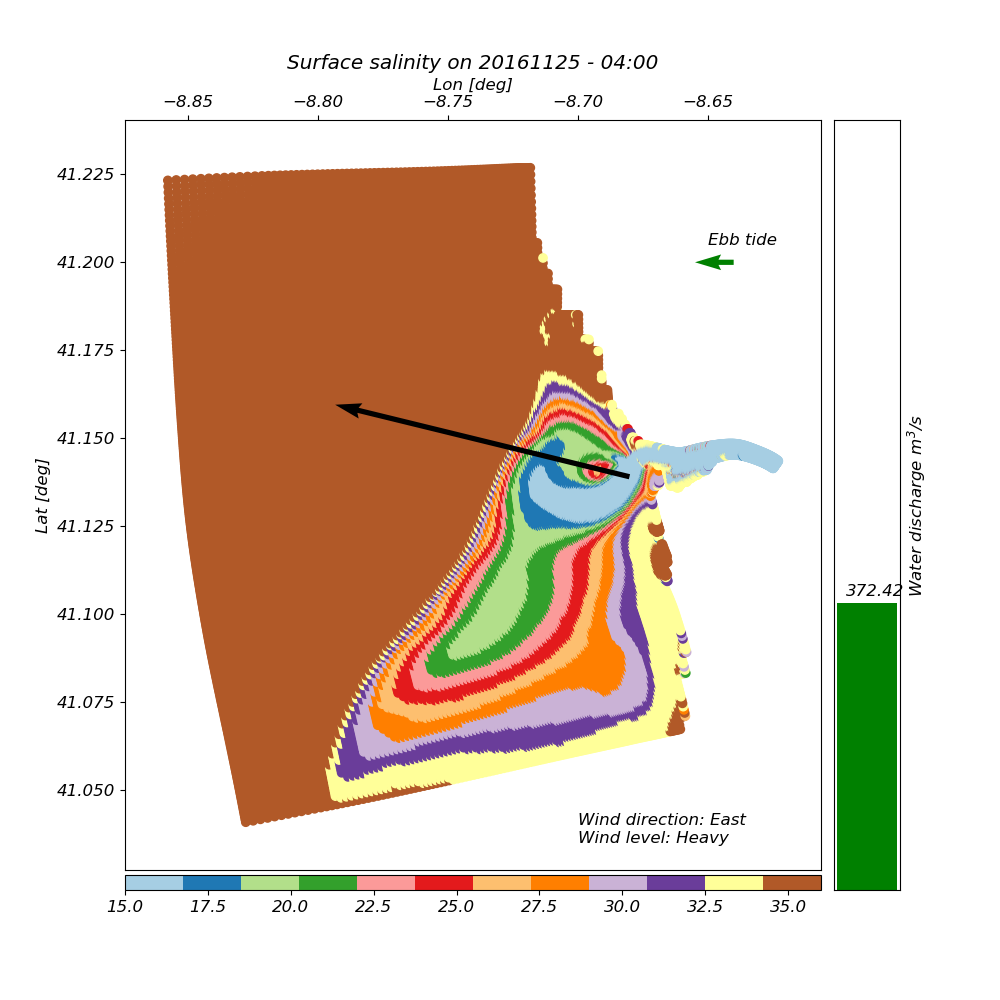 Surface salinity on 20161125 - 04:00
Lon [deg]
−8.85 −8.80 −8.75 −8.70 −8.65
41.225
41.200
41.175
41.150
41.125
41.100
41.075
41.050
Lat [deg]
Ebb tide
Wind direction: East
Wind level: Heavy
372.42
Water discharge m³/s
15.0 17.5 20.0 22.5 25.0 27.5 30.0 32.5 35.0